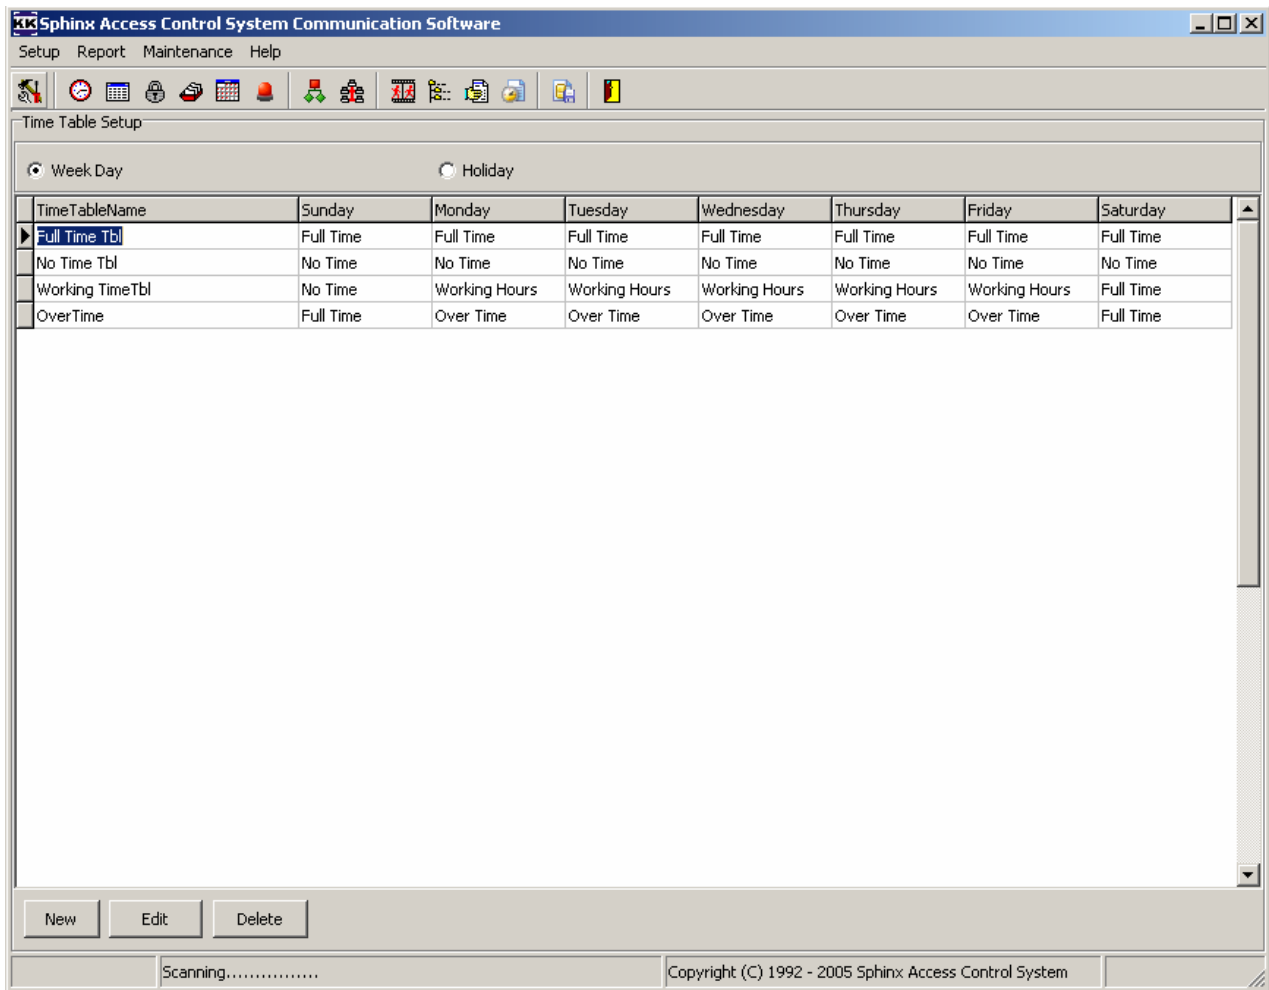 KK Sphinx Access Control System Communication Software
Setup Report Maintenance Help
Time Table Setup
Week Day Holiday
TimeTableName Sunday Monday Tuesday Wednesday Thursday Friday Saturday
Full Time Tbl Full Time Full Time Full Time Full Time Full Time Full Time Full Time
No Time Tbl No Time No Time No Time No Time No Time No Time No Time
Working TimeTbl No Time Working Hours Working Hours Working Hours Working Hours Working Hours Full Time
OverTime Full Time Over Time Over Time Over Time Over Time Over Time Full Time
New Edit Delete
Scanning................ Copyright (C) 1992 - 2005 Sphinx Access Control System